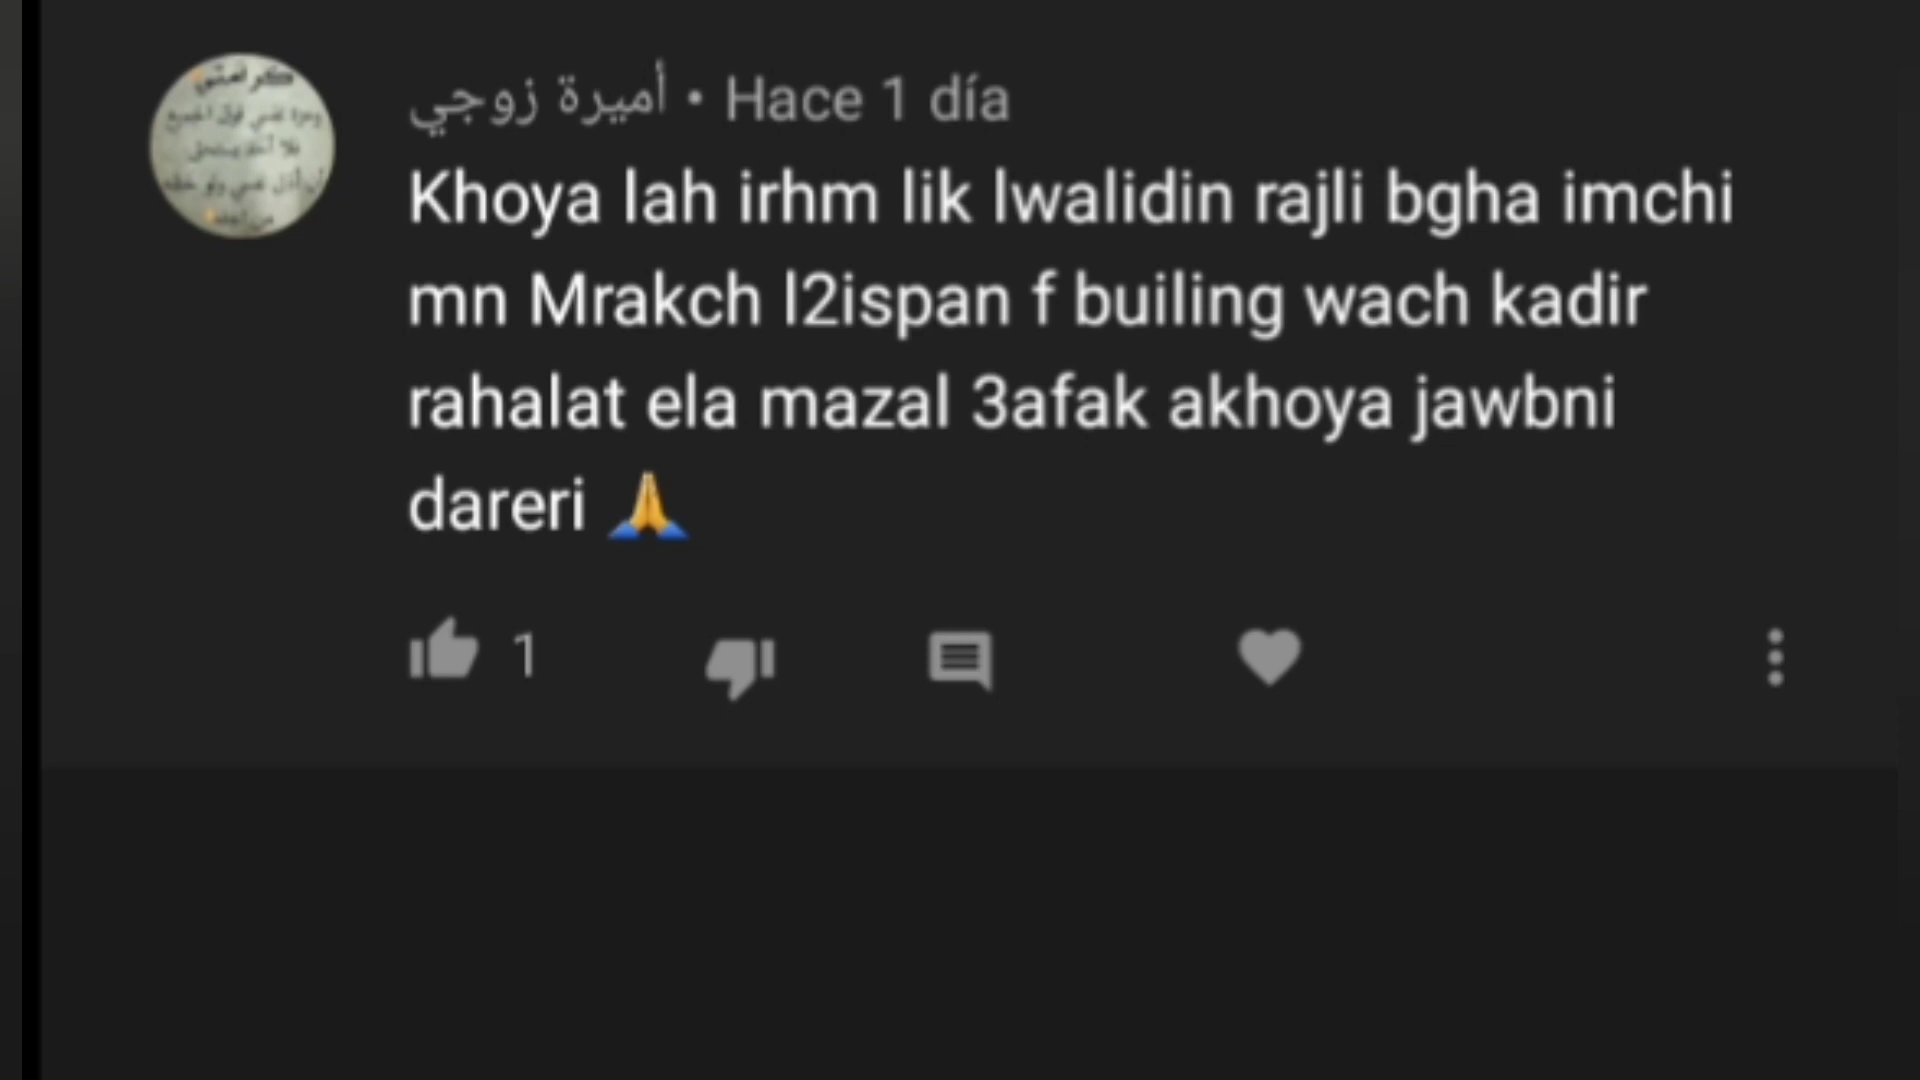 أميرة زوجي • Hace 1 día
Khoya lah irhm lik lwalidin rajli bgha imchi
mn Mrakch l2ispan f builing wach kadir
rahalat ela mazal 3afak akhoya jawbni
dareri 🙏
1